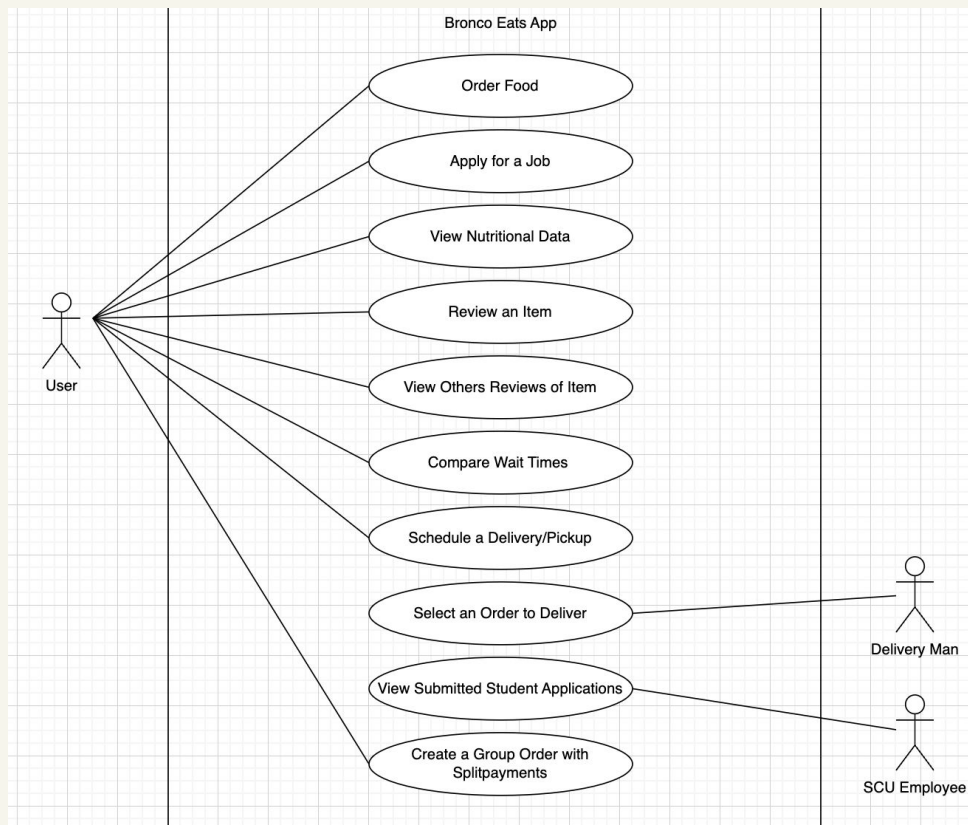 Bronco Eats App
Order Food
Apply for a Job
View Nutritional Data
Review an Item
User
View Others Reviews of Item
Compare Wait Times
Schedule a Delivery/Pickup
Select an Order to Deliver
Delivery Man
View Submitted Student Applications
Create a Group Order with
Splitpayments
SCU Employee